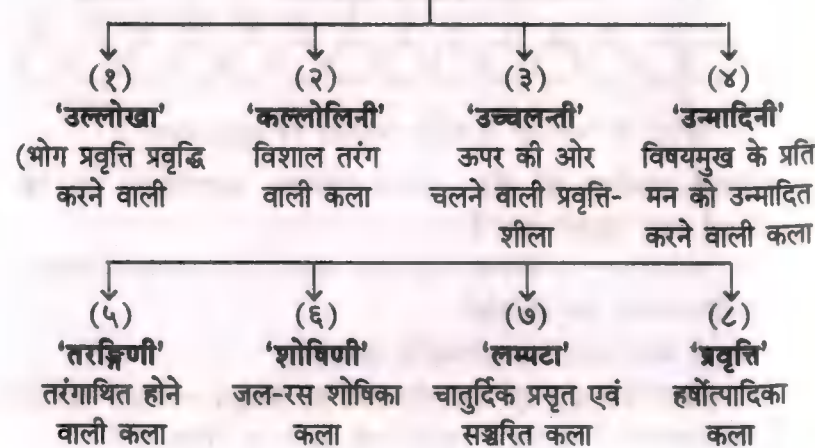 (१) (२) (३) (४)
'उल्लोखा' 'कल्लोलिनी' 'उच्चलन्ती' 'उन्मादिनी'
(भोग प्रवृत्ति प्रवृद्धि विशाल तरंग ऊपर की ओर विषयमुख के प्रति
करने वाली वाली कला चलने वाली प्रवृत्ति- मन को उन्मादित
शीला करने वाली कला
(५) (६) (७) (८)
'तरङ्गिणी' 'शोषिणी' 'लम्पटा' 'प्रवृत्ति'
तरंगाथित होने जल-रस शोषिका चातुर्दिक प्रसृत एवं हर्षोत्पादिका
वाली कला कला सञ्चरित कला कला